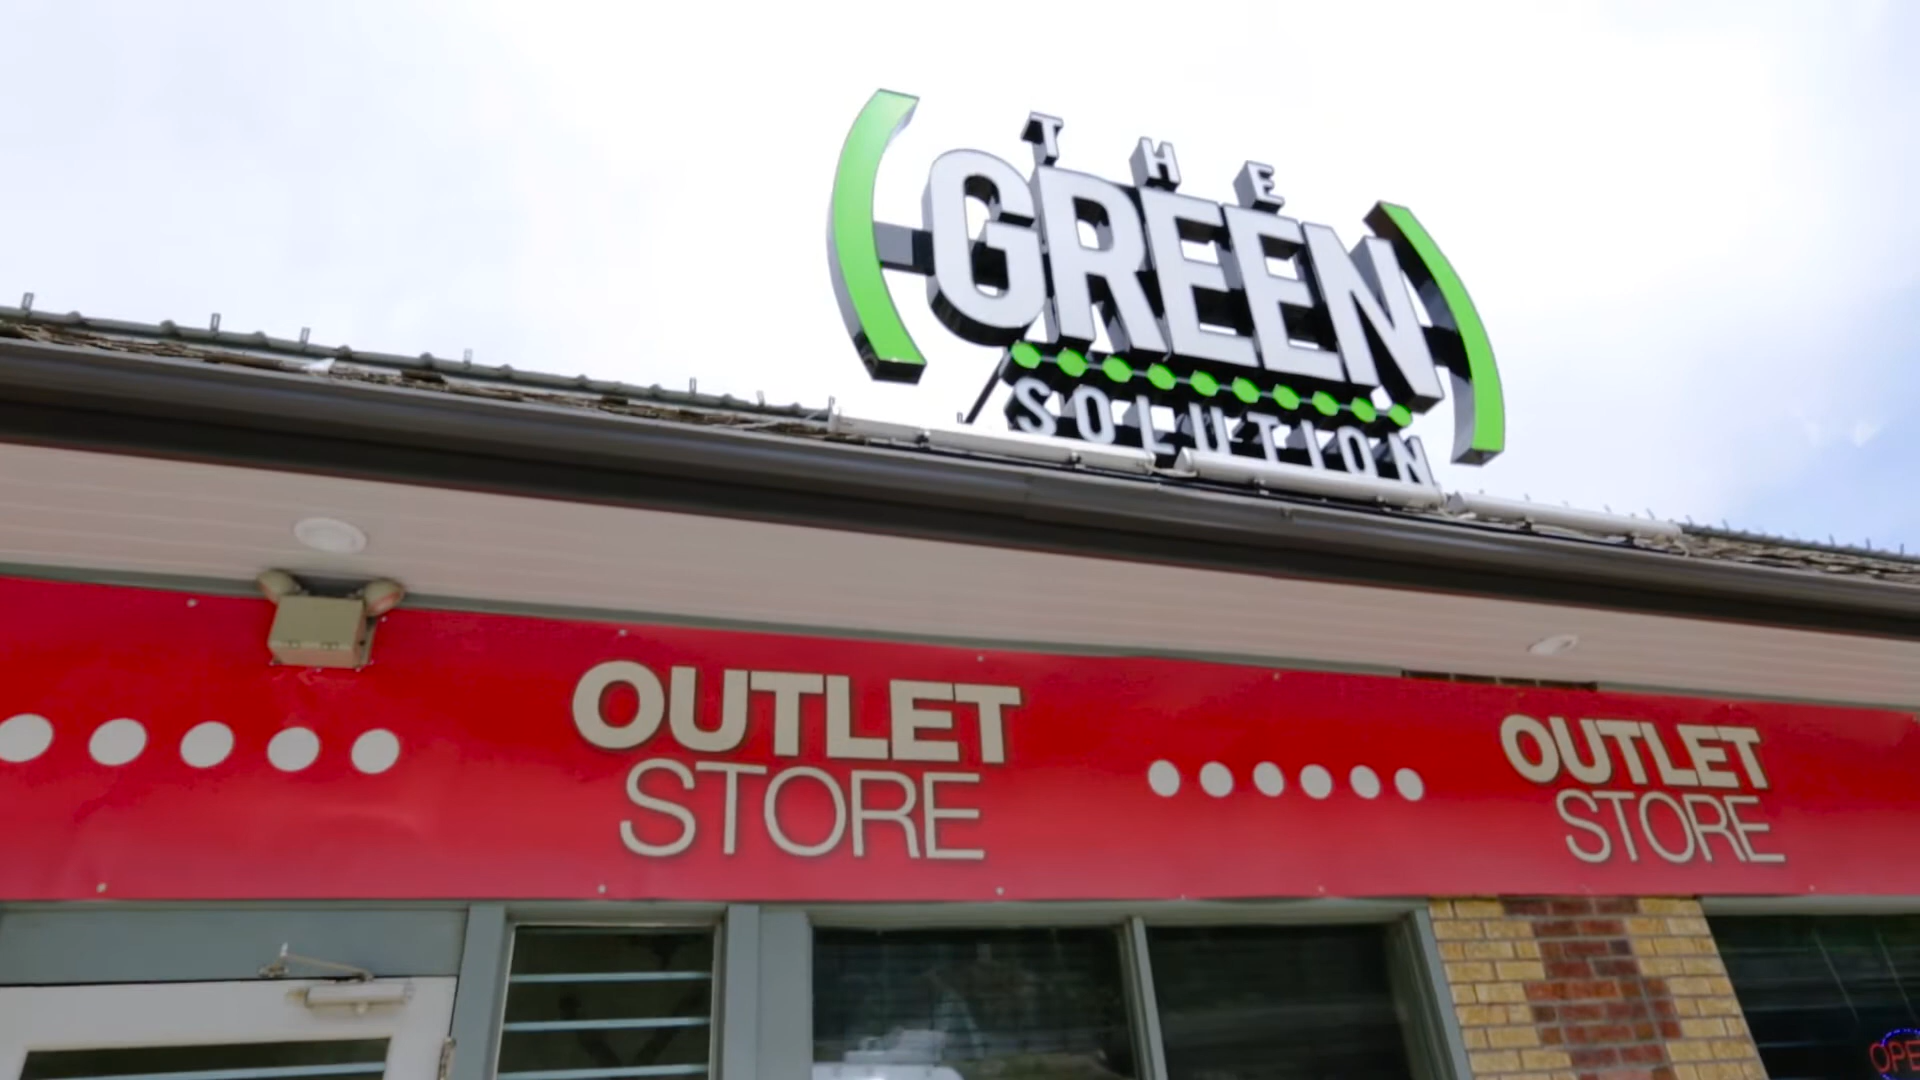 THE
GREEN
SOLUTION
OUTLET
STORE
OUTLET
STORE